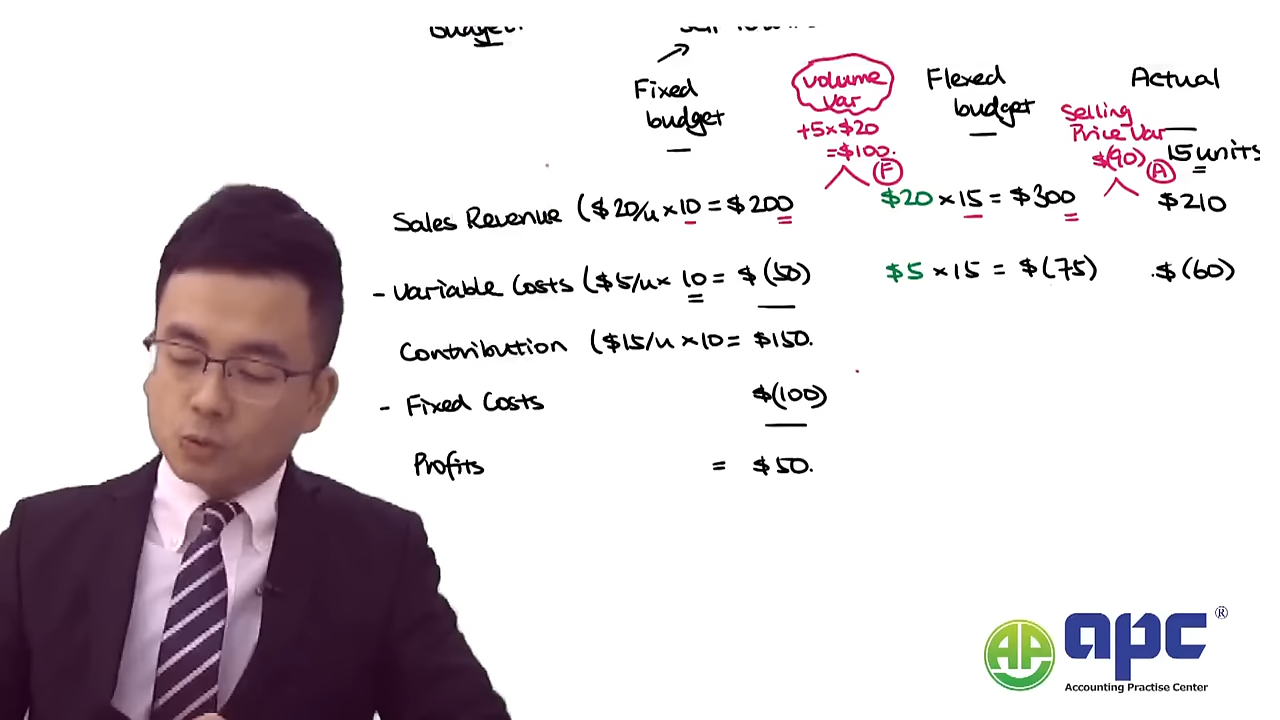 budget.
Fixed
budget
volume
var
+5×$20
=$100.
F
Flexed
budget
Selling
Price Var
$(90) A
Actual
15 units
Sales Revenue ($20/u × 10 = $200
$20 × 15 = $300
$210
- Variable Costs ($5/u × 10 = $(50)
$5 × 15 = $(75)
$(60)
Contribution ($15/u × 10 = $150.
- Fixed Costs $(100)
Profits = $50.
AP
apc®
Accounting Practise Center